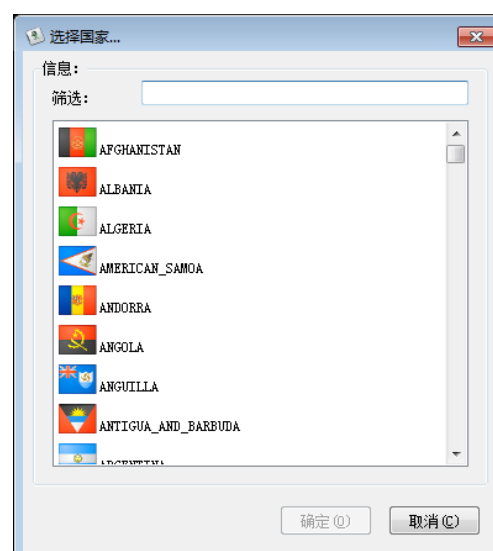 选择国家...
信息:
筛选:
AFGHANISTAN
ALBANIA
ALGERIA
AMERICAN_SAMOA
ANDORRA
ANGOLA
ANGUILLA
ANTIGUA_AND_BARBUDA
ARGENTINA
确定(O) 取消(C)